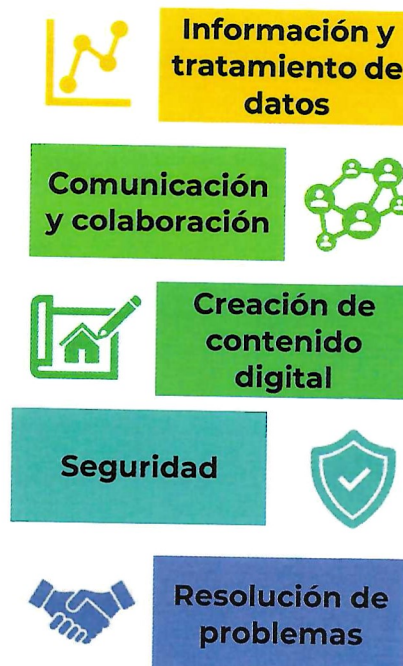 Información y
tratamiento de
datos
Comunicación
y colaboración
Creación de
contenido
digital
Seguridad
Resolución de
problemas